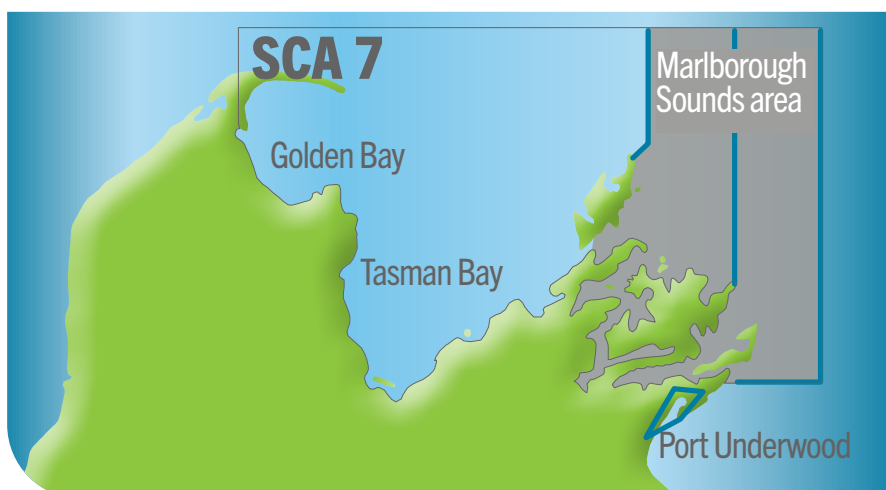 SCA 7
Marlborough
Sounds area
Golden Bay
Tasman Bay
Port Underwood